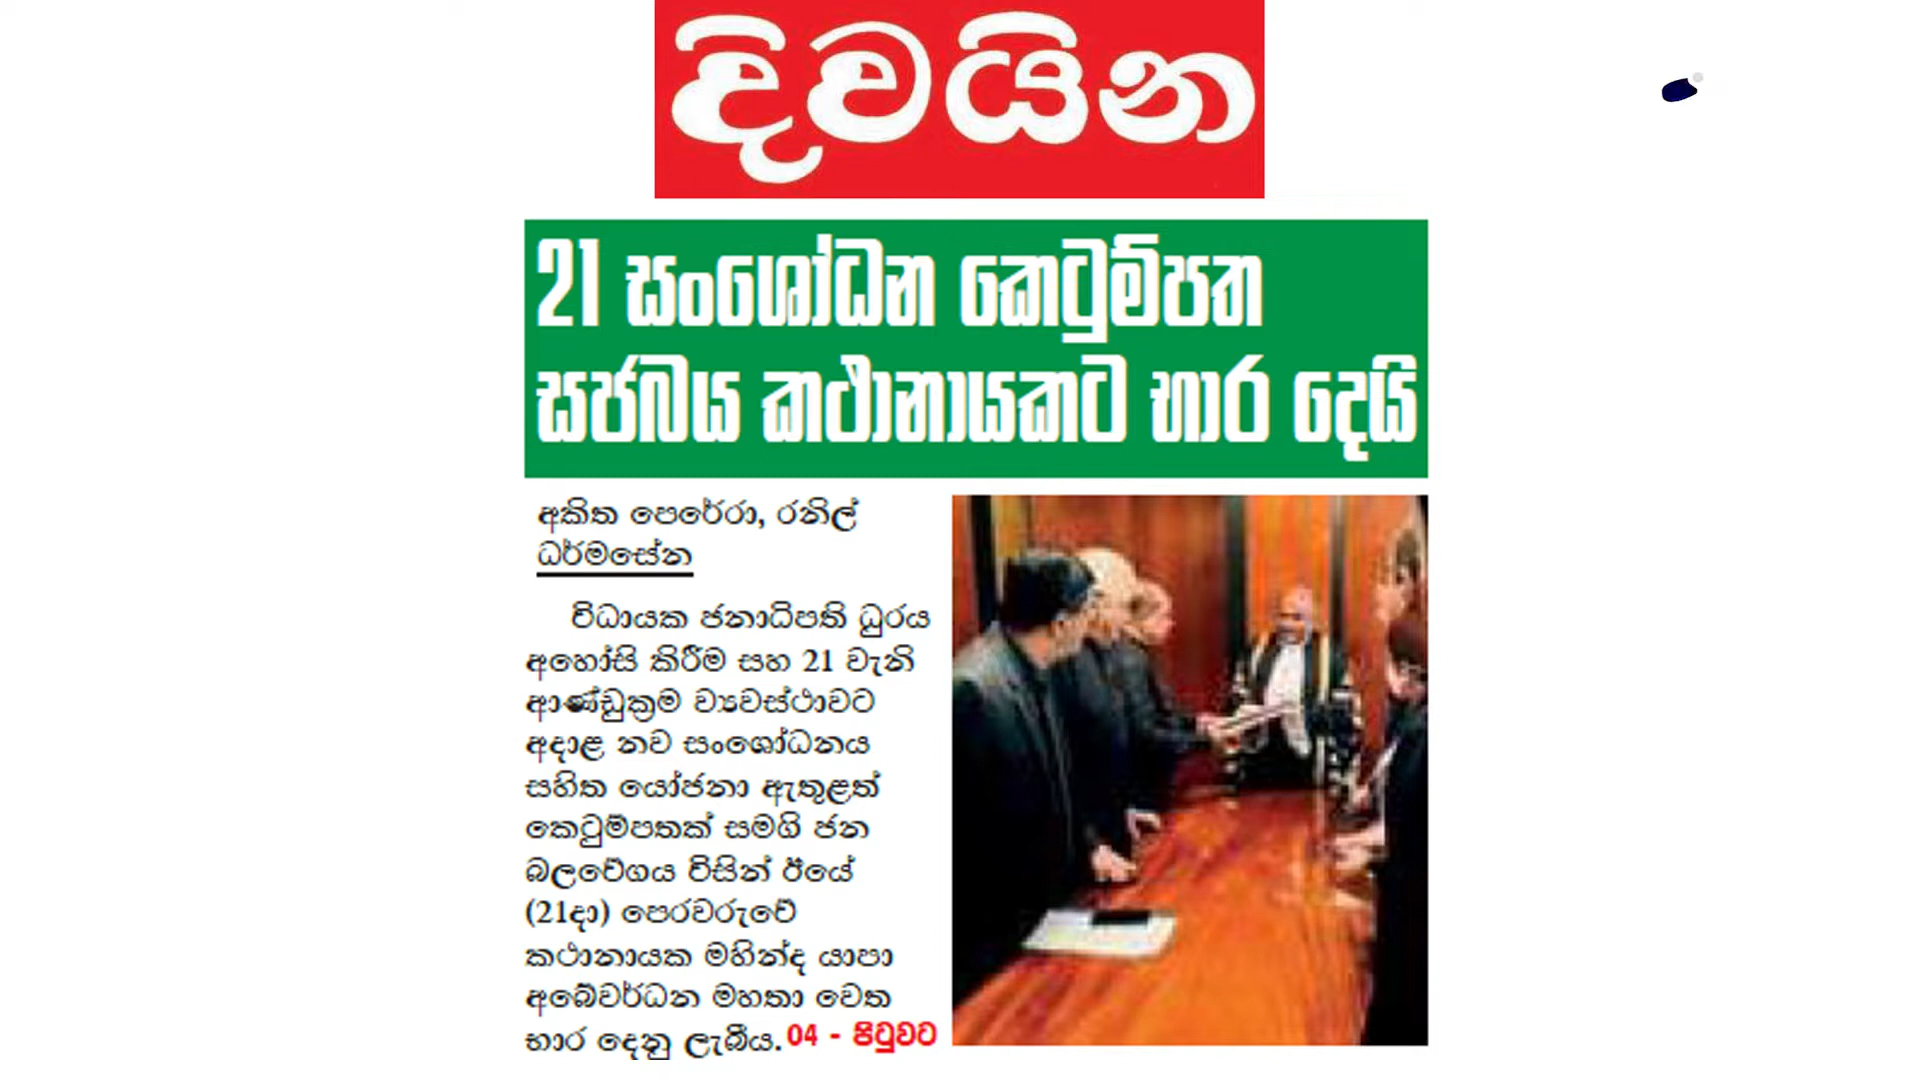 දිවයින
21 සංශෝධන කෙටුම්පත
සජබය කථානායකට භාර දෙයි
අකිත පෙරේරා, රනිල්
ධර්මසේන
විධායක ජනාධිපති ධුරය
අහෝසි කිරීම සහ 21 වැනි
ආණ්ඩුක්‍රම ව්‍යවස්ථාවට
අදාළ නව සංශෝධනය
සහිත යෝජනා ඇතුළත්
කෙටුම්පතක් සමගි ජන
බලවේගය විසින් ඊයේ
(21දා) පෙරවරුවේ
කථානායක මහින්ද යාපා
අබේවර්ධන මහතා වෙත
භාර දෙනු ලැබීය. 04 - පිටුවට